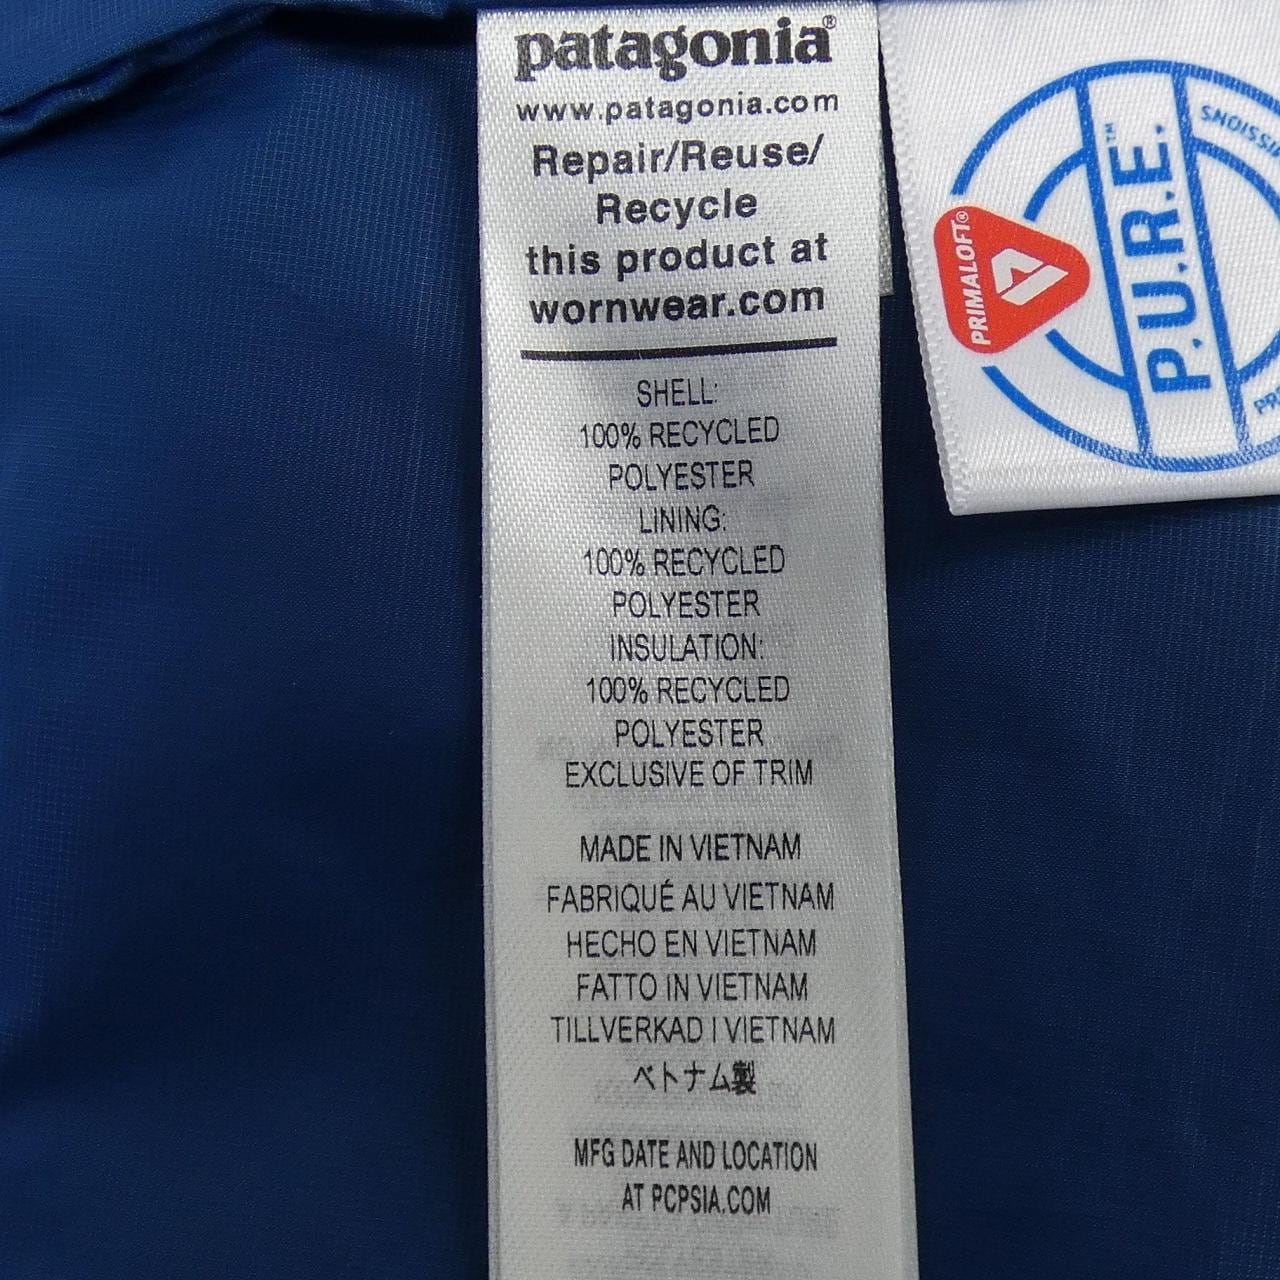 patagonia®
www.patagonia.com
Repair/Reuse/
Recycle
this product at
wornwear.com
SHELL:
100% RECYCLED
POLYESTER
LINING:
100% RECYCLED
POLYESTER
INSULATION:
100% RECYCLED
POLYESTER
EXCLUSIVE OF TRIM
MADE IN VIETNAM
FABRIQUÉ AU VIETNAM
HECHO EN VIETNAM
FATTO IN VIETNAM
TILLVERKAD I VIETNAM
ベトナム製
MFG DATE AND LOCATION
AT PCPSIA.COM
PRIMALOFT®
P.U.R.E.™